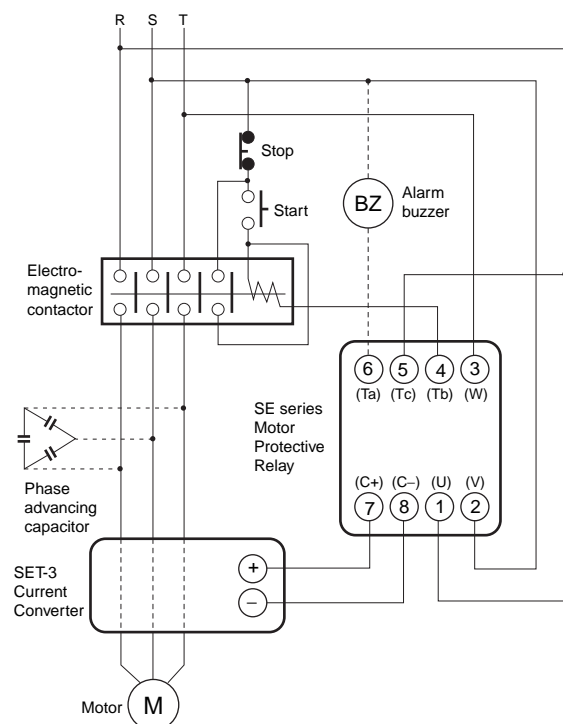 R S T
Stop
Start
BZ
Alarm
buzzer
Electro-
magnetic
contactor
6 5 4 3
(Ta) (Tc) (Tb) (W)
SE series
Motor
Protective
Relay
(C+) (C−) (U) (V)
7 8 1 2
Phase
advancing
capacitor
SET-3
Current
Converter
+
−
Motor
M